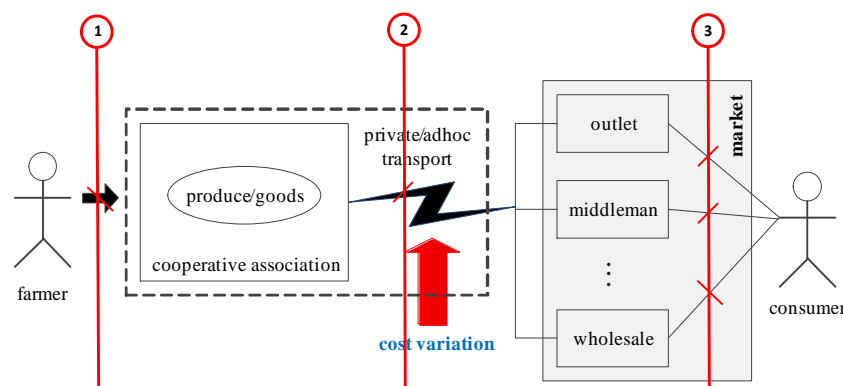 1
2
3
private/adhoc
transport
outlet
market
produce/goods
middleman
cooperative association
⋮
farmer
consumer
cost variation
wholesale